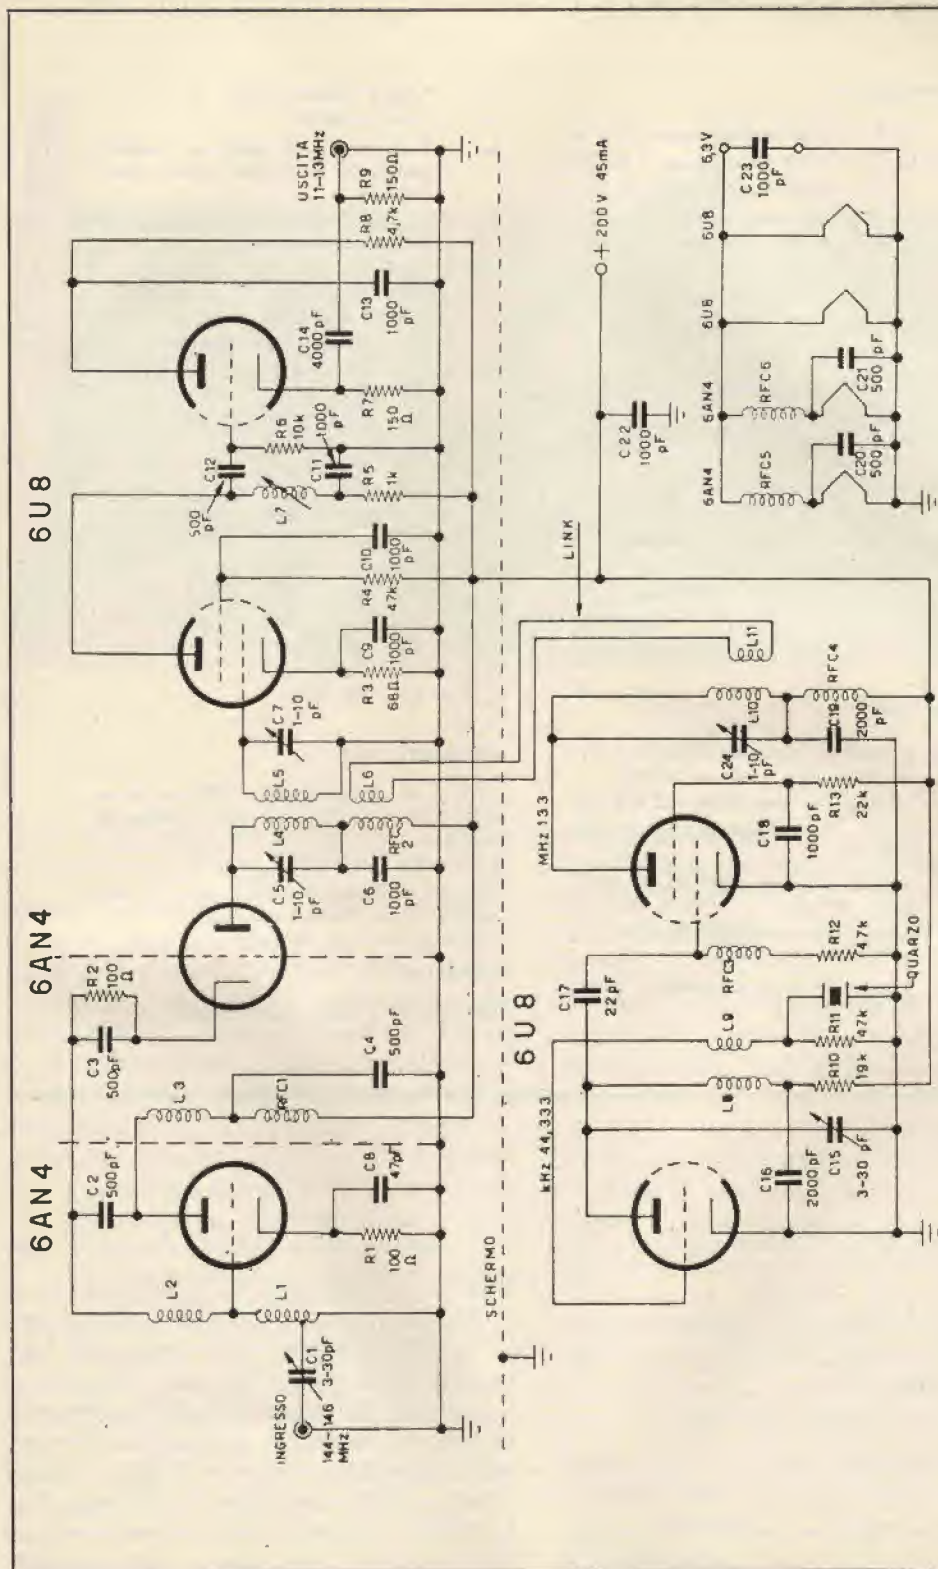 6AN4
6AN4
6U8
INGRESSO
144-146
MHz
C1
3-30pF
L1
L2
C2
500pF
R1
100
Ω
C8
47pF
L3
RFC1
C3
500pF
R2
100
Ω
C4
500pF
C5
1-10
pF
L4
C6
1000
pF
RFC
2
L5
L6
C7
1-10
pF
R3
68Ω
C9
1000
pF
R4
47k
C10
1000
pF
500
pF
C12
L7
R5
1k
C11
1000
pF
R6
10k
R7
150
Ω
C14
4000pF
C13
1000
pF
R8
4,7k
R9
150Ω
USCITA
11-13MHz
SCHERMO
LINK
6U8
kHz 44,333
C16
2000pF
C15
3-30 pF
L8
R10
19k
L9
R11
47k
QUARZO
C17
22pF
RFC3
R12
47k
MHz 133
C18
1000pF
R13
22k
C24
1-10
pF
L10
C19
2000
pF
RFC4
L11
C22
1000
pF
+ 200V 45mA
6AN4
6AN4
6U8
6U8
6,3V
RFC5
C20
500
pF
RFC6
C21
500
pF
C23
1000
pF